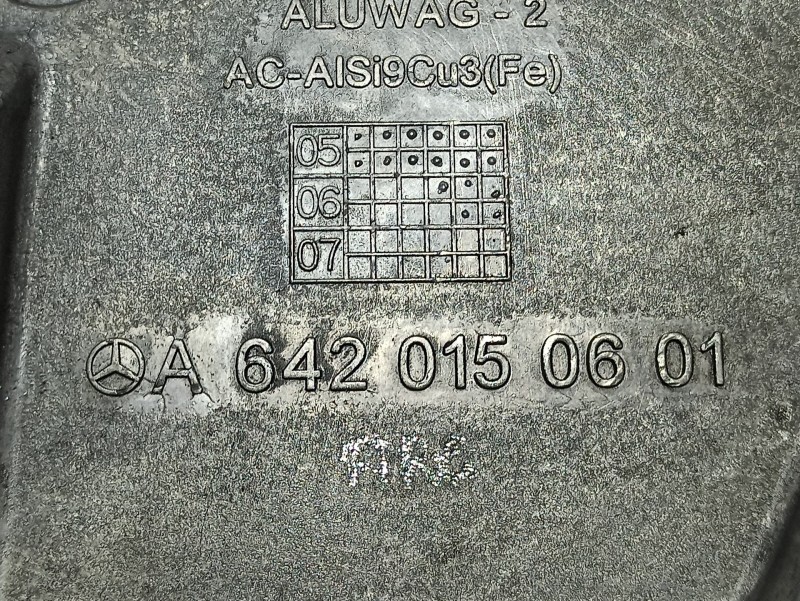 ALUWAG - 2
AC-AlSi9Cu3(Fe)
05
06
07
A 642 015 06 01